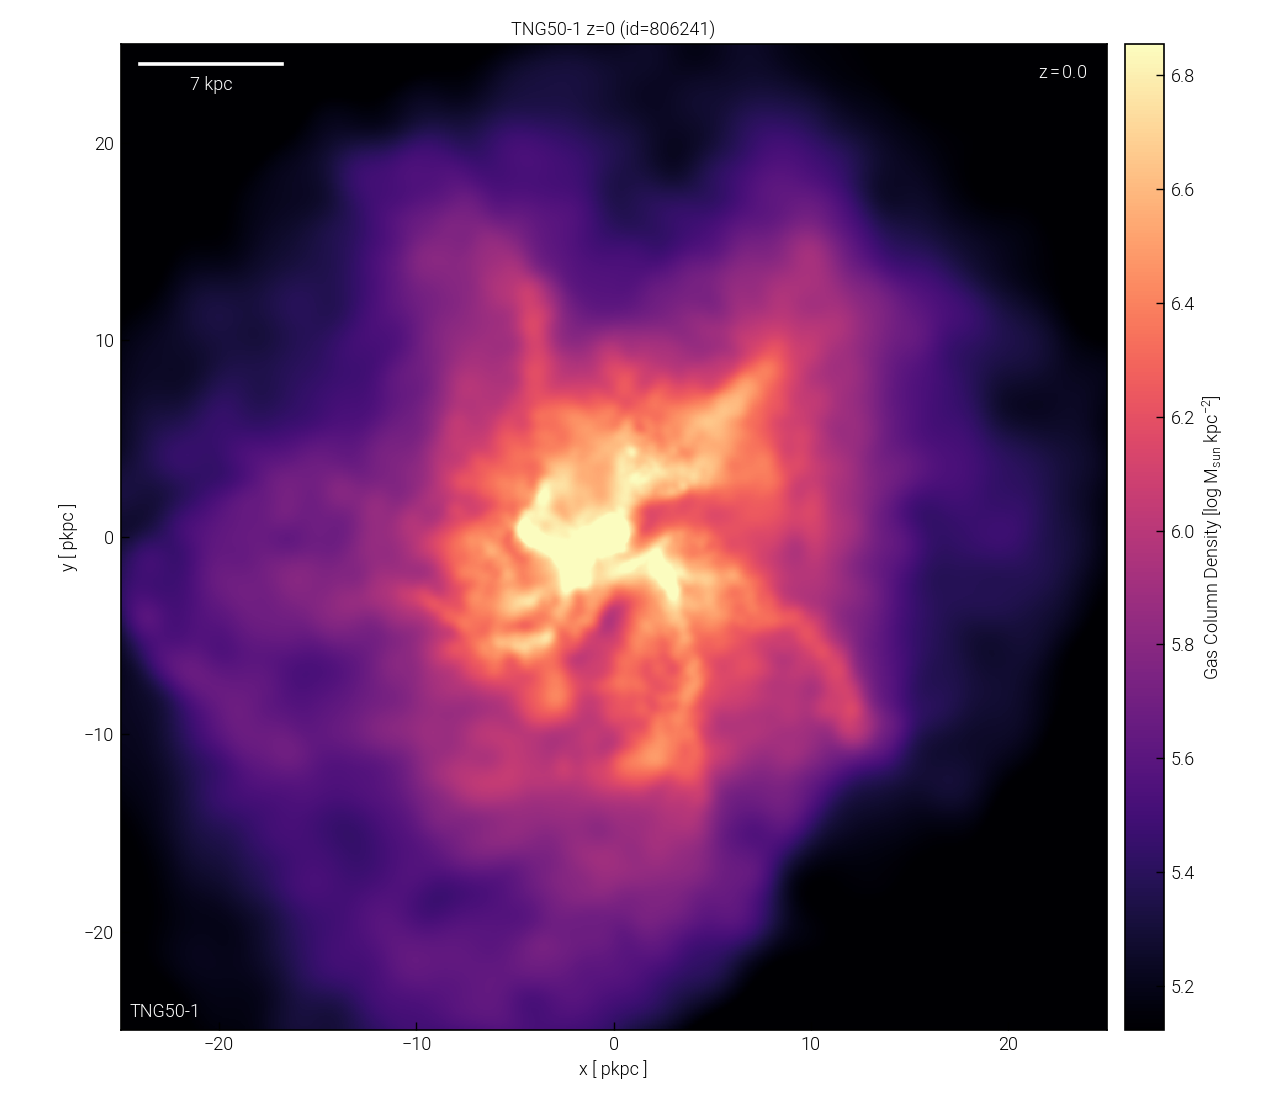 TNG50-1 z=0 (id=806241)
7 kpc
z=0.0
TNG50-1
20
10
0
−10
−20
y [ pkpc ]
−20
−10
0
10
20
x [ pkpc ]
6.8
6.6
6.4
6.2
6.0
5.8
5.6
5.4
5.2
Gas Column Density [log M_sun kpc⁻²]